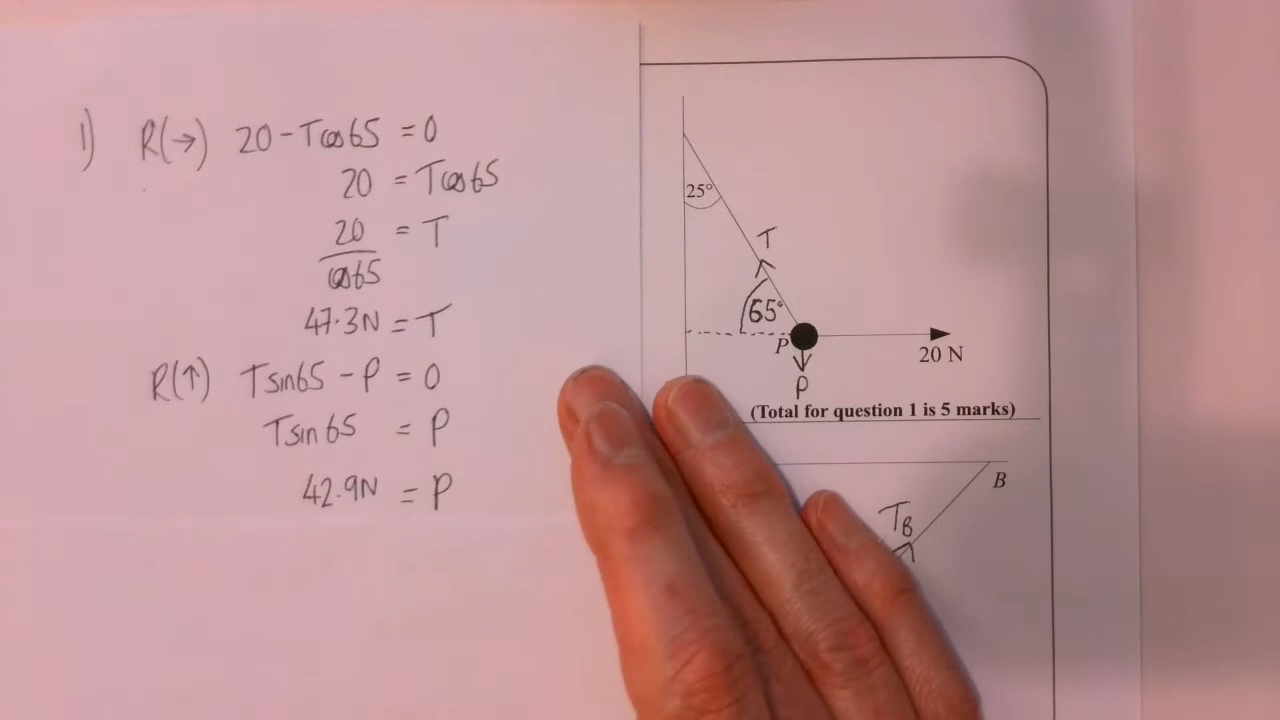 1) R(→) 20 - Tcos65 = 0
20 = Tcos65
20/cos65 = T
47.3N = T
R(↑) Tsin65 - P = 0
Tsin65 = P
42.9N = P
25°
T
65°
P
20 N
P
(Total for question 1 is 5 marks)
B
T_B